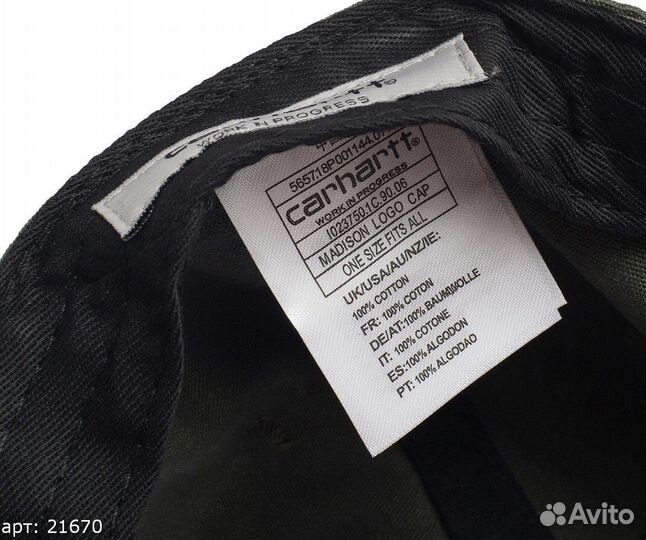 carhartt®
WORK IN PROGRESS
565718P001144.07
carhartt®
WORK IN PROGRESS
I023750.1C.90.06
MADISON LOGO CAP
ONE SIZE FITS ALL
UK/USA/AU/NZ/IE:
100% COTTON
FR: 100% COTON
DE/AT:100% BAUMWOLLE
IT: 100% COTONE
ES:100% ALGODON
PT: 100% ALGODAO
арт: 21670
Avito